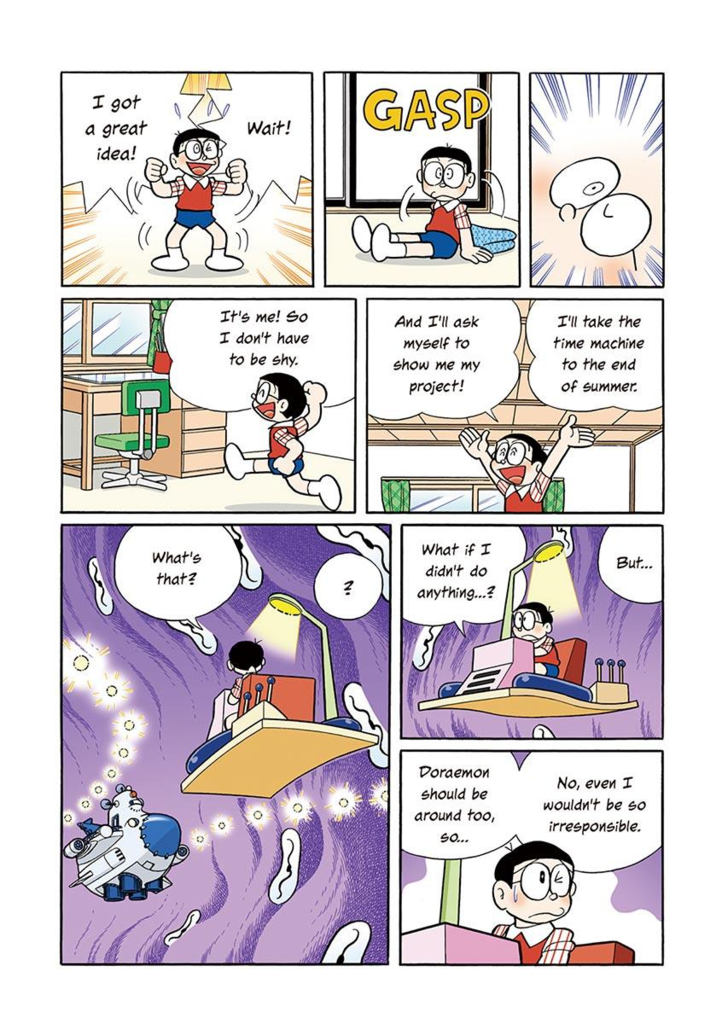 GASP
Wait!
I got
a great
idea!
I'll take the
time machine
to the end
of summer.
And I'll ask
myself to
show me my
project!
It's me! So
I don't have
to be shy.
But...
What if I
didn't do
anything...?
No, even I
wouldn't be so
irresponsible.
Doraemon
should be
around too,
so...
?
What's
that?